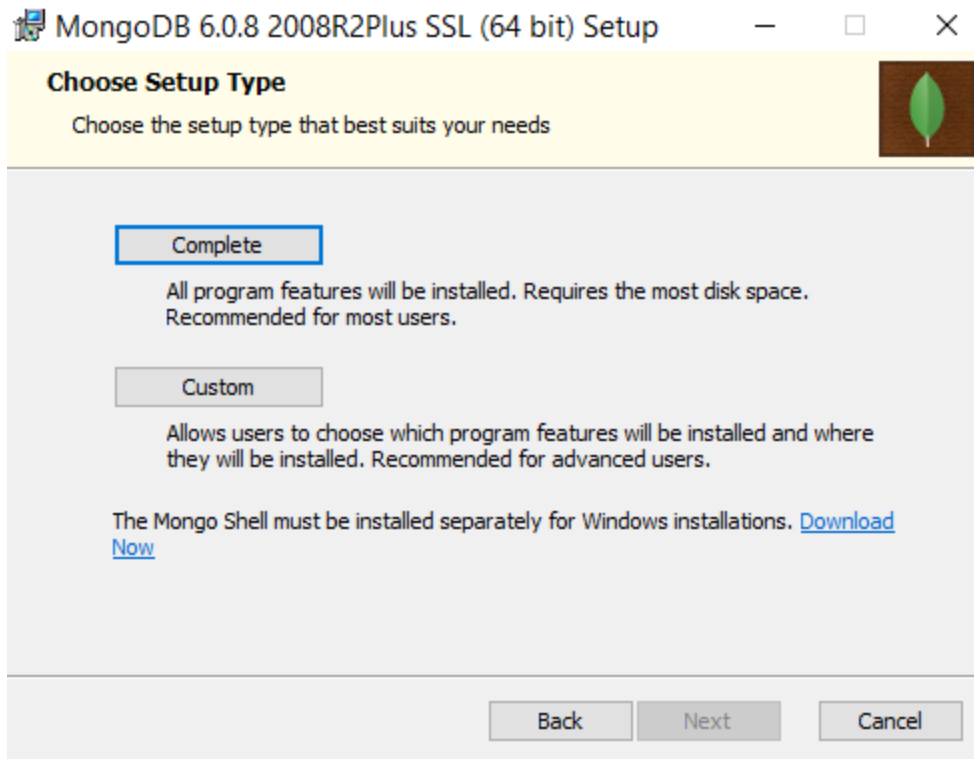 MongoDB 6.0.8 2008R2Plus SSL (64 bit) Setup
Choose Setup Type
Choose the setup type that best suits your needs
Complete
All program features will be installed. Requires the most disk space.
Recommended for most users.
Custom
Allows users to choose which program features will be installed and where
they will be installed. Recommended for advanced users.
The Mongo Shell must be installed separately for Windows installations. Download
Now
Back Next Cancel